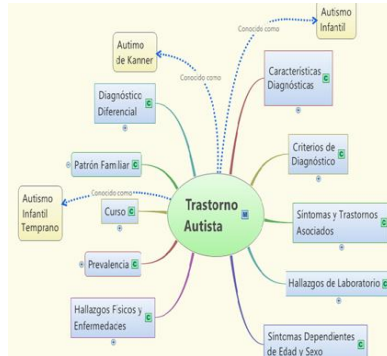 Autismo
Infantil
Autimo
de Kanner
Conocido como
Conocido como
Características
Diagnósticas
Diagnóstico
Diferencial
Criterios de
Diagnóstico
Patrón Familiar
Conocido como
Autismo
Infantil
Temprano
Curso
Trastorno
Autista
Síntomas y Trastornos
Asociados
Prevalencia
Hallazgos de Laboratorio
Hallazgos Físicos y
Enfermedaces
Síntomas Dependientes
de Edad y Sexo